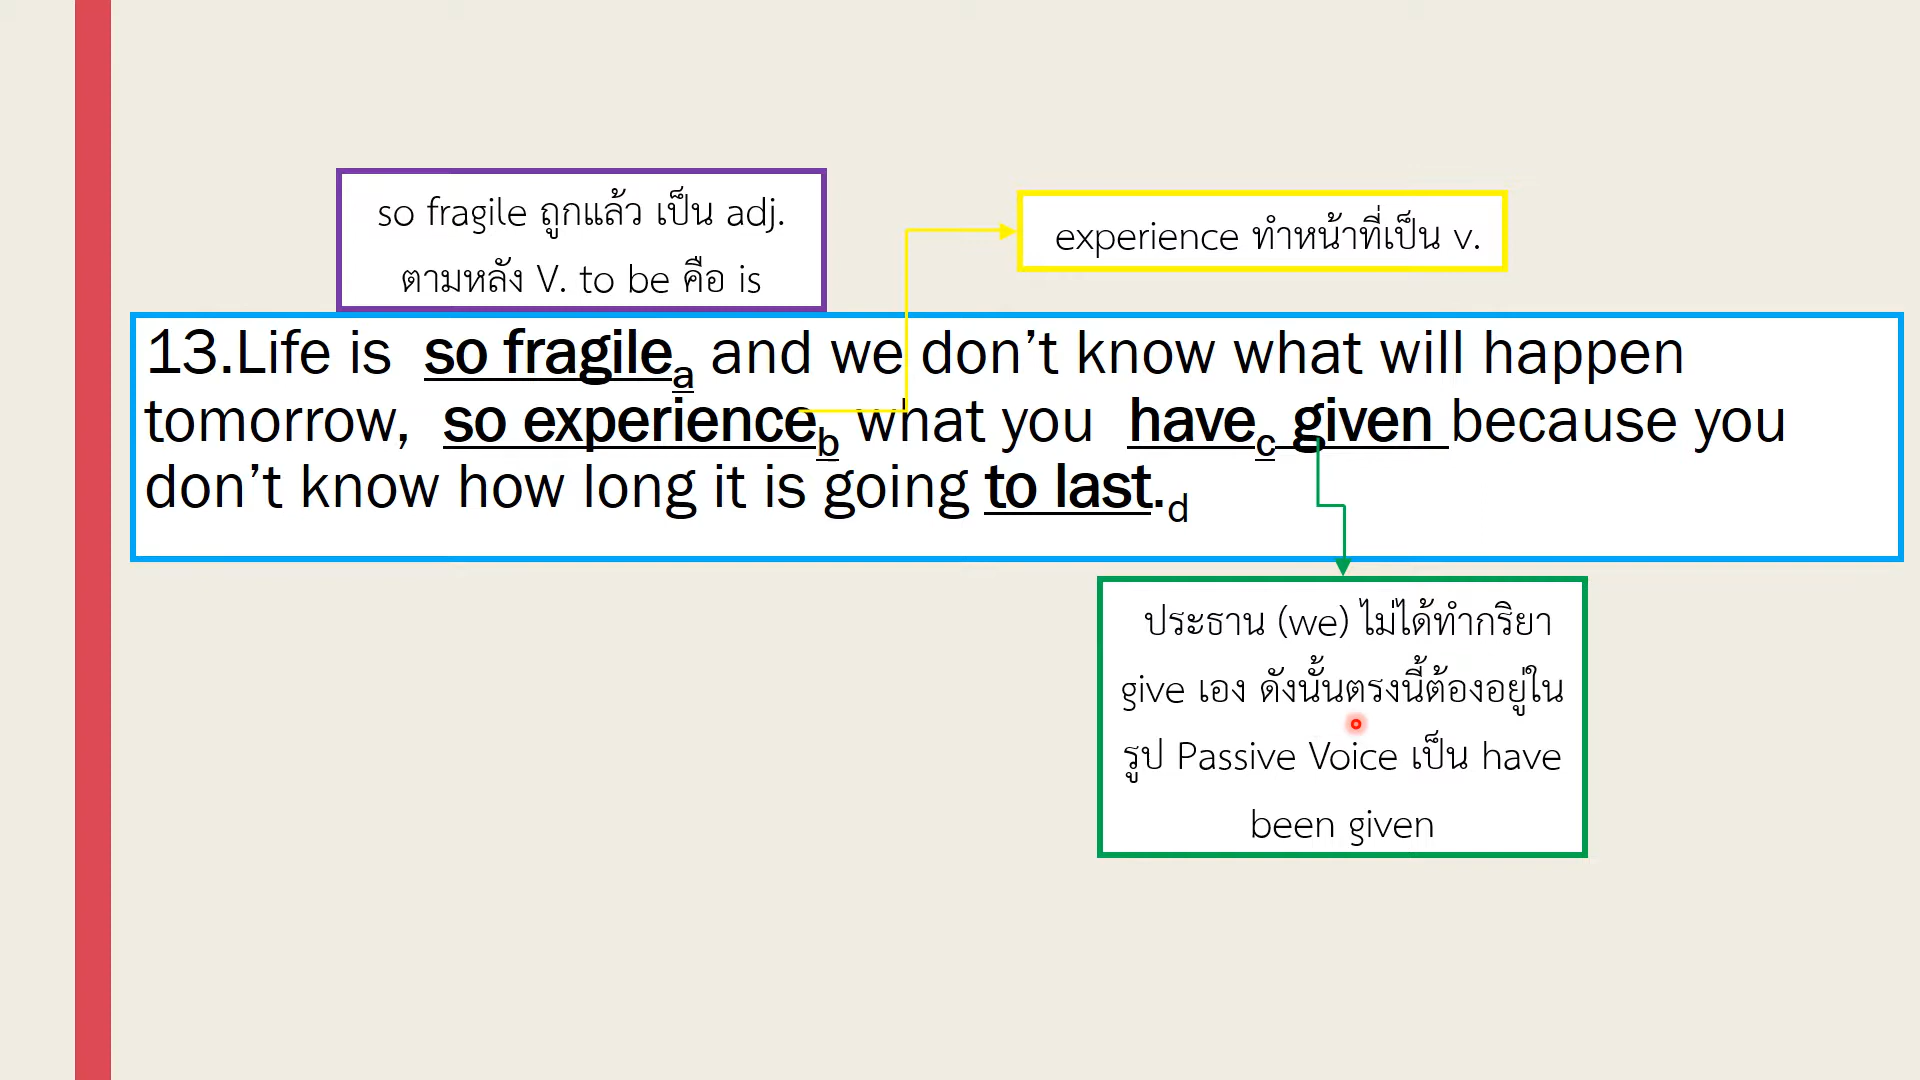 so fragile ถูกแล้ว เป็น adj.
ตามหลัง V. to be คือ is
experience ทำหน้าที่เป็น v.
13.Life is so fragile a and we don’t know what will happen
tomorrow, so experience b what you have c given because you
don’t know how long it is going to last. d
ประธาน (we) ไม่ได้ทำกริยา
give เอง ดังนั้นตรงนี้ต้องอยู่ใน
รูป Passive Voice เป็น have
been given